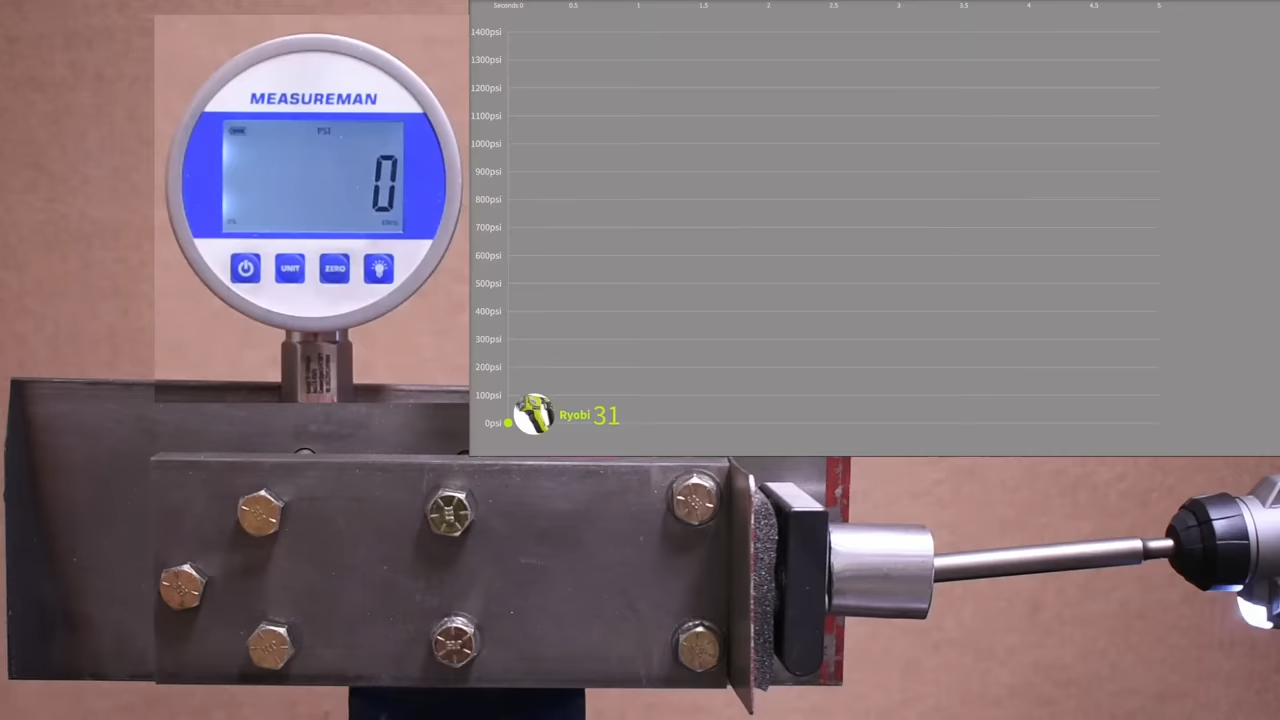 MEASUREMAN
PSI
0
UNIT
ZERO
Seconds 0 0.5 1 1.5 2 2.5 3 3.5 4 4.5 5
1400psi
1300psi
1200psi
1100psi
1000psi
900psi
800psi
700psi
600psi
500psi
400psi
300psi
200psi
100psi
0psi
Ryobi 31